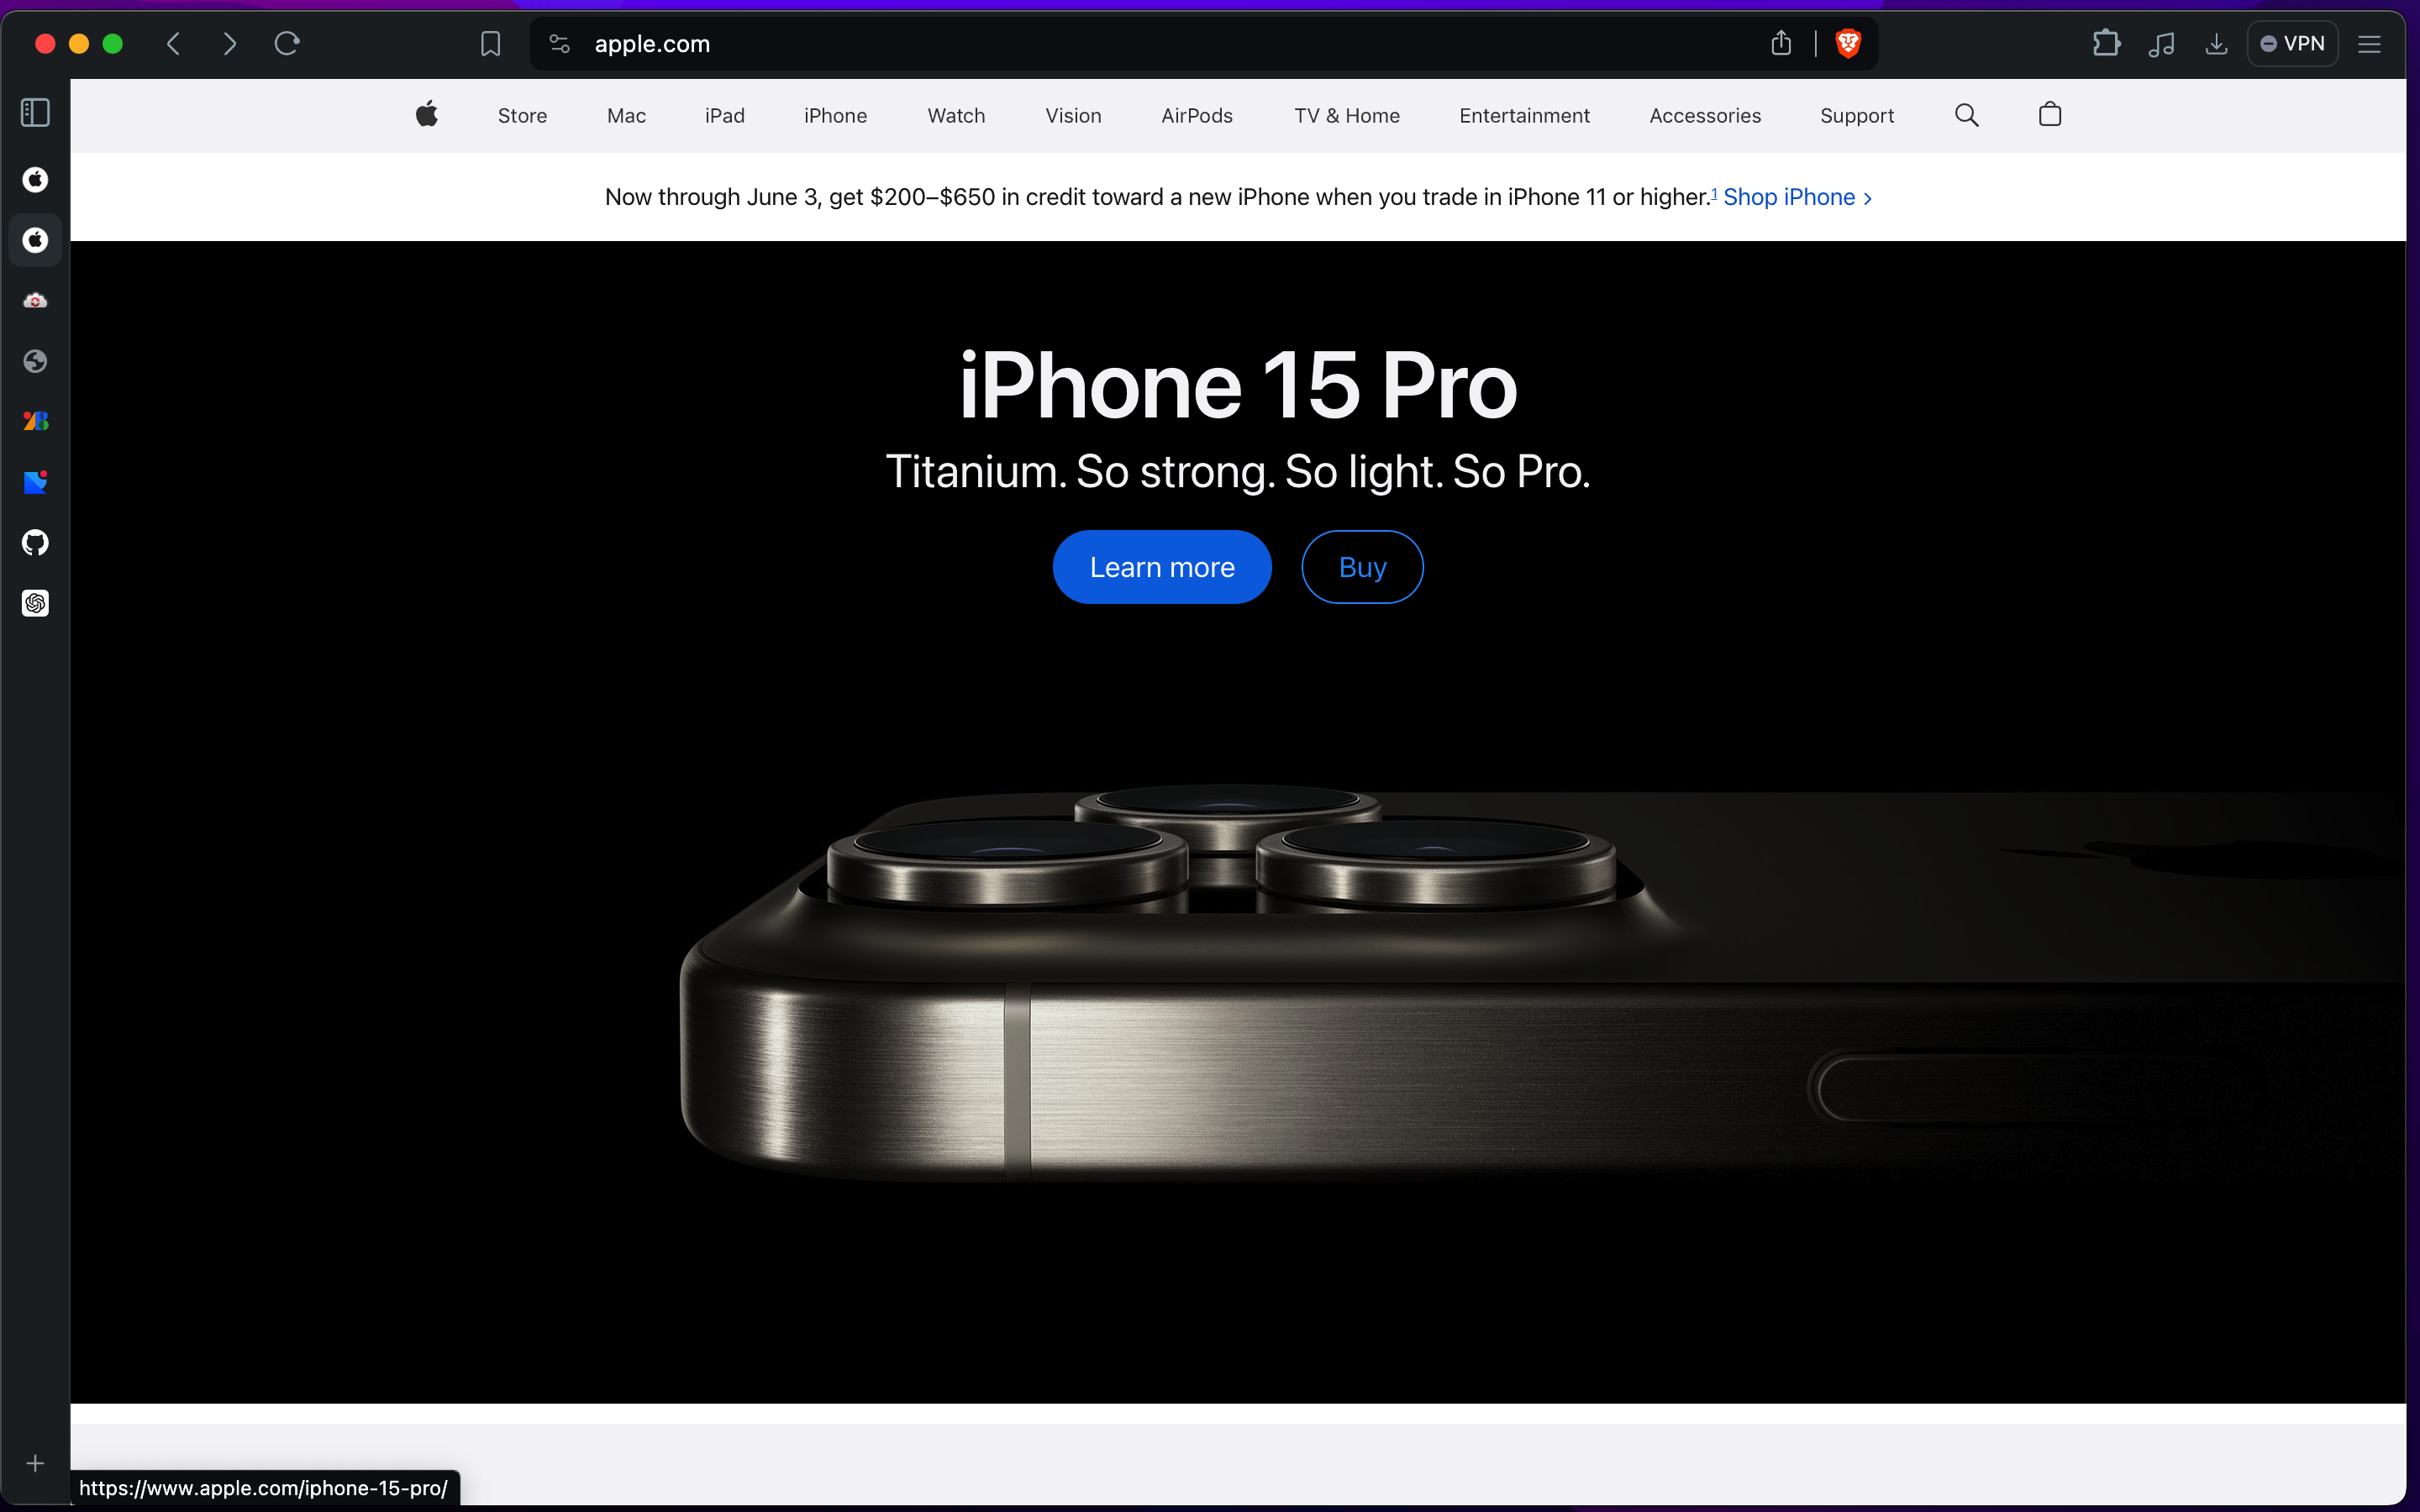 apple.com
VPN
Store Mac iPad iPhone Watch Vision AirPods TV & Home Entertainment Accessories Support
Now through June 3, get $200–$650 in credit toward a new iPhone when you trade in iPhone 11 or higher.1 Shop iPhone >
iPhone 15 Pro
Titanium. So strong. So light. So Pro.
Learn more Buy
https://www.apple.com/iphone-15-pro/